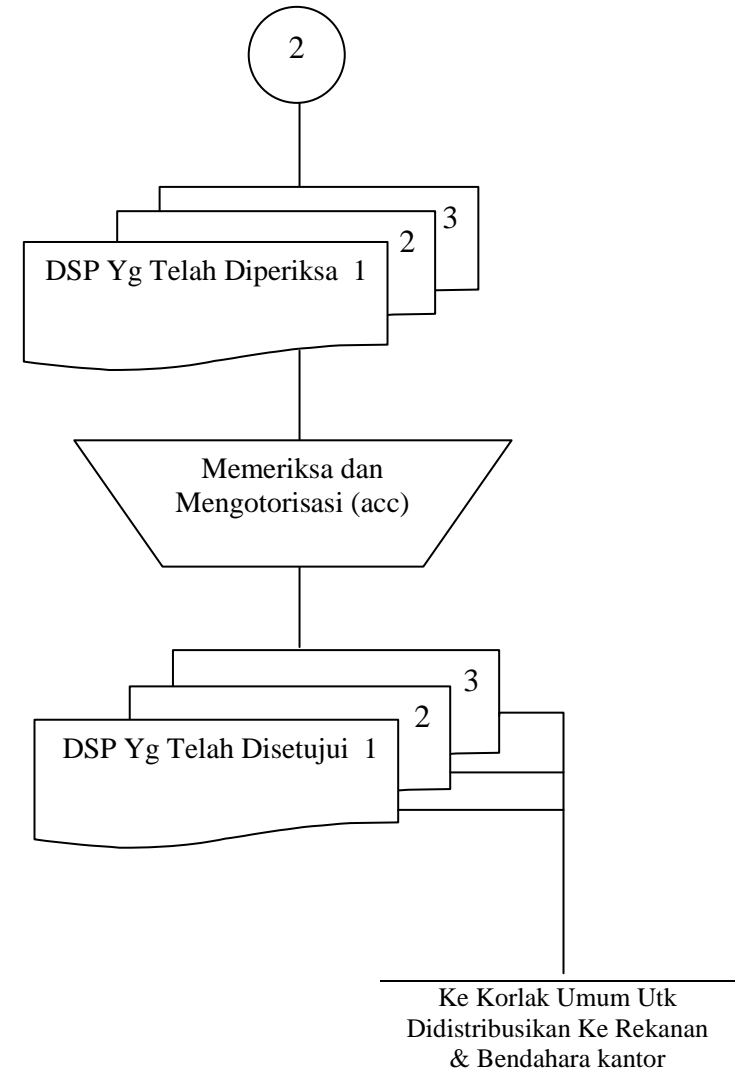 2
3
2
DSP Yg Telah Diperiksa 1
Memeriksa dan
Mengotorisasi (acc)
3
2
DSP Yg Telah Disetujui 1
Ke Korlak Umum Utk
Didistribusikan Ke Rekanan
& Bendahara kantor